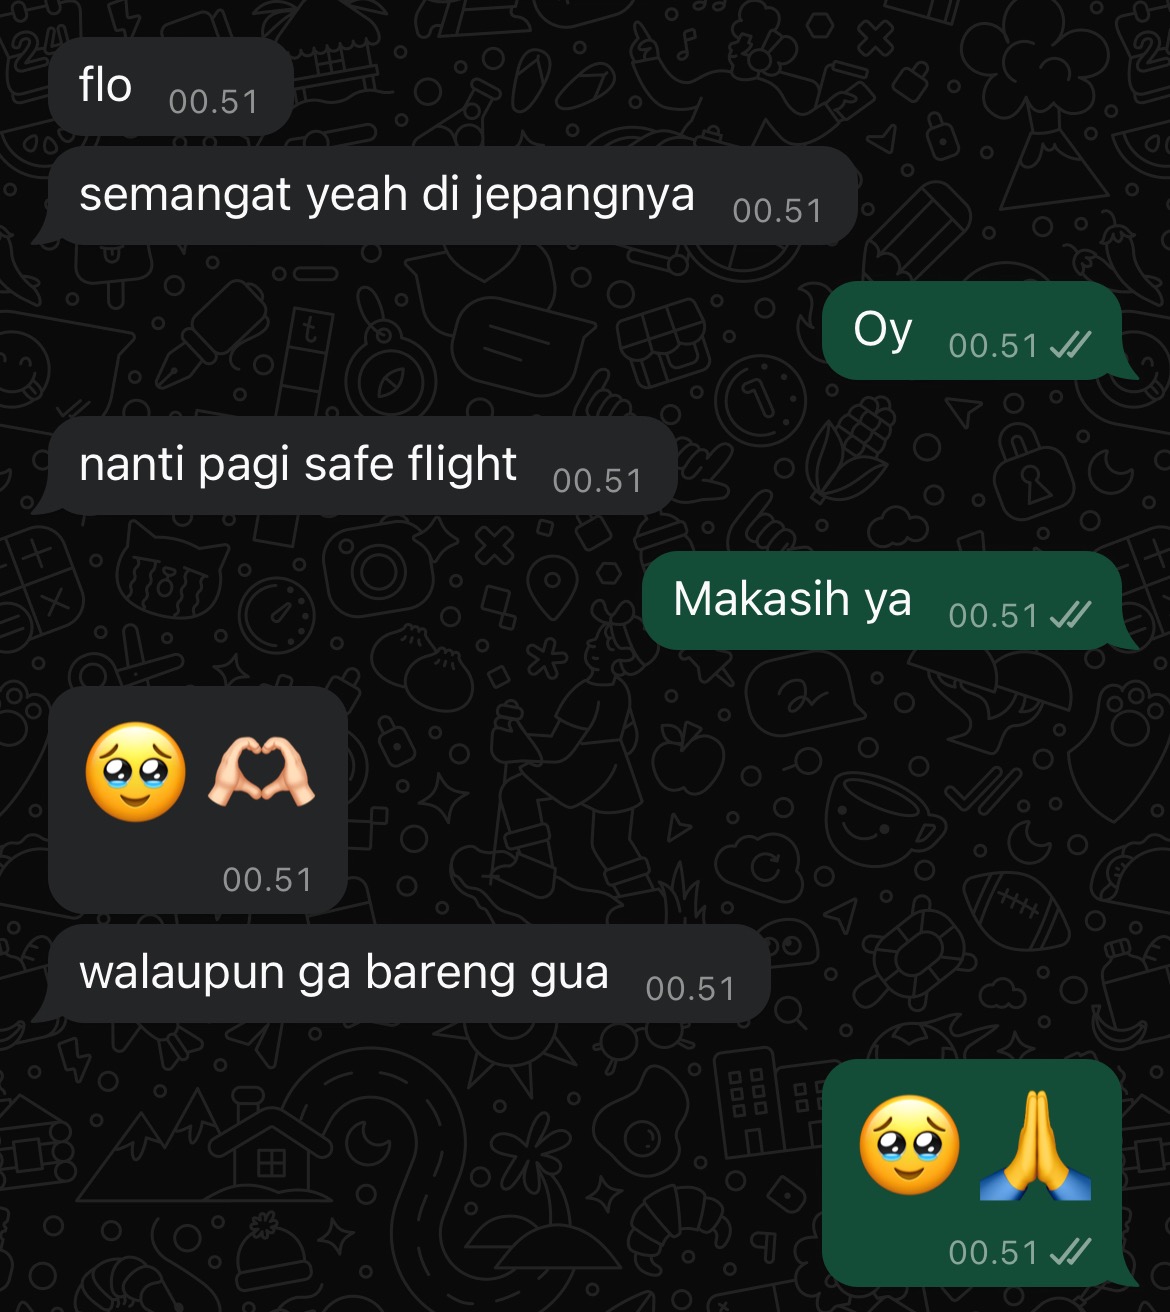 flo 00.51
semangat yeah di jepangnya 00.51
Oy 00.51
nanti pagi safe flight 00.51
Makasih ya 00.51
🥹🫶🏻
00.51
walaupun ga bareng gua 00.51
🥹🙏
00.51